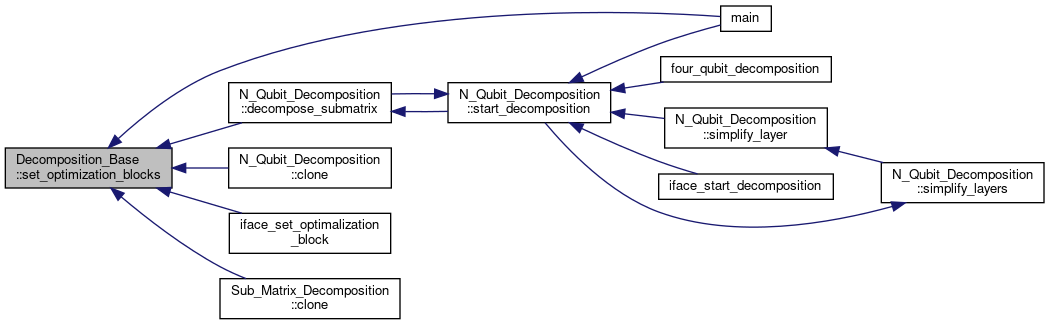 main
four_qubit_decomposition
N_Qubit_Decomposition
::decompose_submatrix
N_Qubit_Decomposition
::start_decomposition
N_Qubit_Decomposition
::simplify_layer
Decomposition_Base
::set_optimization_blocks
N_Qubit_Decomposition
::clone
iface_start_decomposition
N_Qubit_Decomposition
::simplify_layers
iface_set_optimalization
_block
Sub_Matrix_Decomposition
::clone